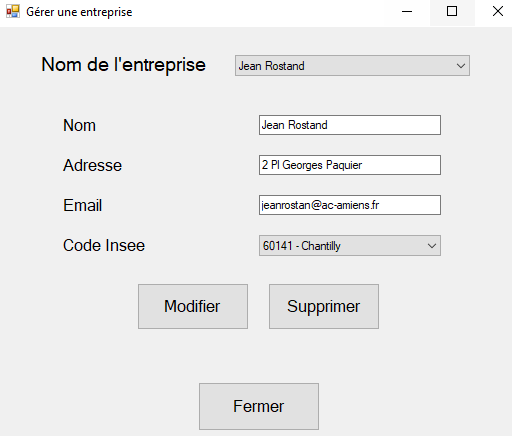 Gérer une entreprise
Nom de l'entreprise Jean Rostand
Nom Jean Rostand
Adresse 2 Pl Georges Paquier
Email jeanrostan@ac-amiens.fr
Code Insee 60141 - Chantilly
Modifier Supprimer
Fermer